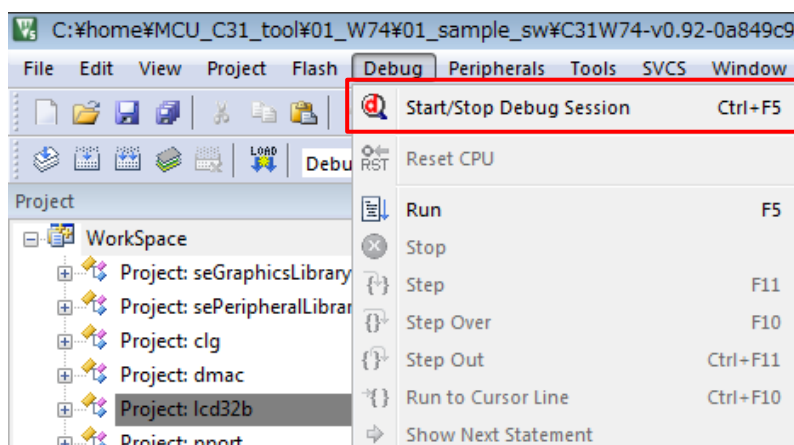 C:¥home¥MCU_C31_tool¥01_W74¥01_sample_sw¥C31W74-v0.92-0a849c9
File Edit View Project Flash Debug Peripherals Tools SVCS Window
Start/Stop Debug Session Ctrl+F5
LOAD Debu
RST Reset CPU
Project
Run F5
WorkSpace
Stop
Project: seGraphicsLibrary
Step F11
Project: sePeripheralLibrar
Step Over F10
Project: clg
Step Out Ctrl+F11
Project: dmac
Run to Cursor Line Ctrl+F10
Project: lcd32b
Show Next Statement
Project: pport